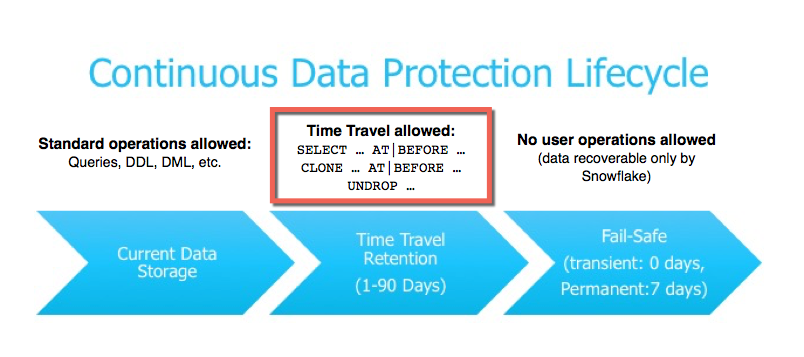 Continuous Data Protection Lifecycle
Standard operations allowed:
Queries, DDL, DML, etc.
Time Travel allowed:
SELECT … AT|BEFORE …
CLONE … AT|BEFORE …
UNDROP …
No user operations allowed
(data recoverable only by
Snowflake)
Current Data
Storage
Time Travel
Retention
(1-90 Days)
Fail-Safe
(transient: 0 days,
Permanent:7 days)